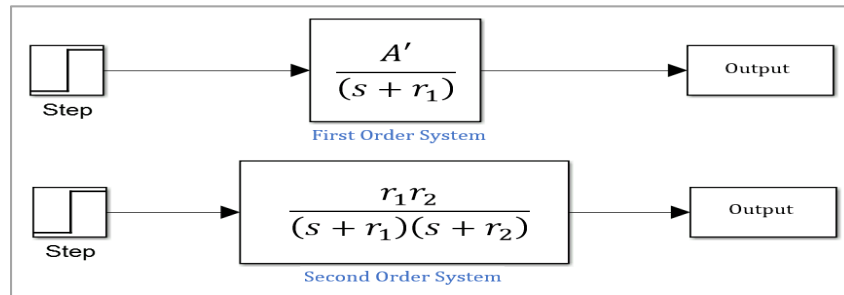 A′
(s + r₁)
Output
Step
First Order System
r₁r₂
(s + r₁)(s + r₂)
Output
Step
Second Order System